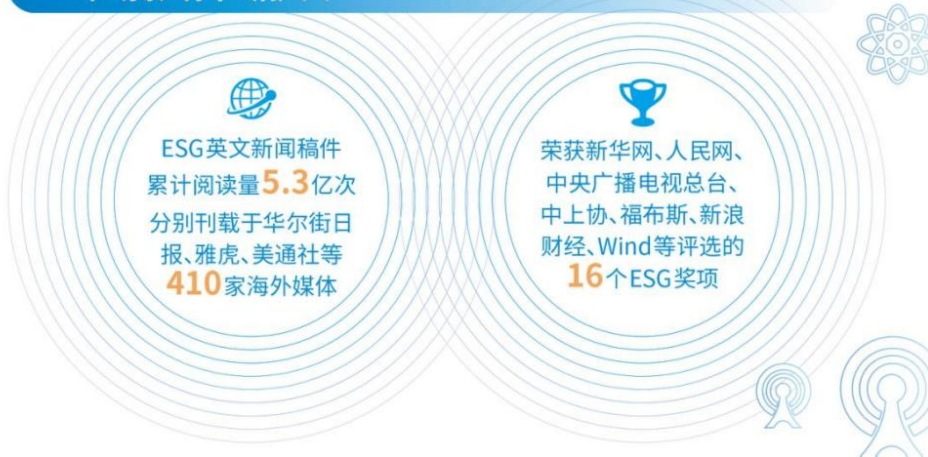 ESG英文新闻稿件
累计阅读量5.3亿次
分别刊载于华尔街日
报、雅虎、美通社等
410家海外媒体
荣获新华网、人民网、
中央广播电视总台、
中上协、福布斯、新浪
财经、Wind等评选的
16个ESG奖项